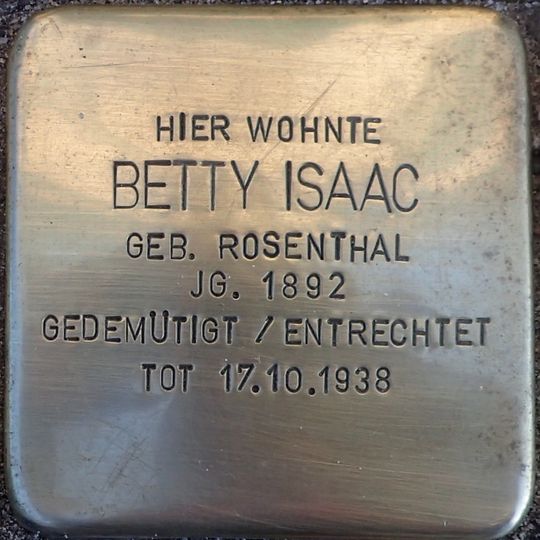 HIER WOHNTE
BETTY ISAAC
GEB. ROSENTHAL
JG. 1892
GEDEMÜTIGT / ENTRECHTET
TOT 17.10.1938